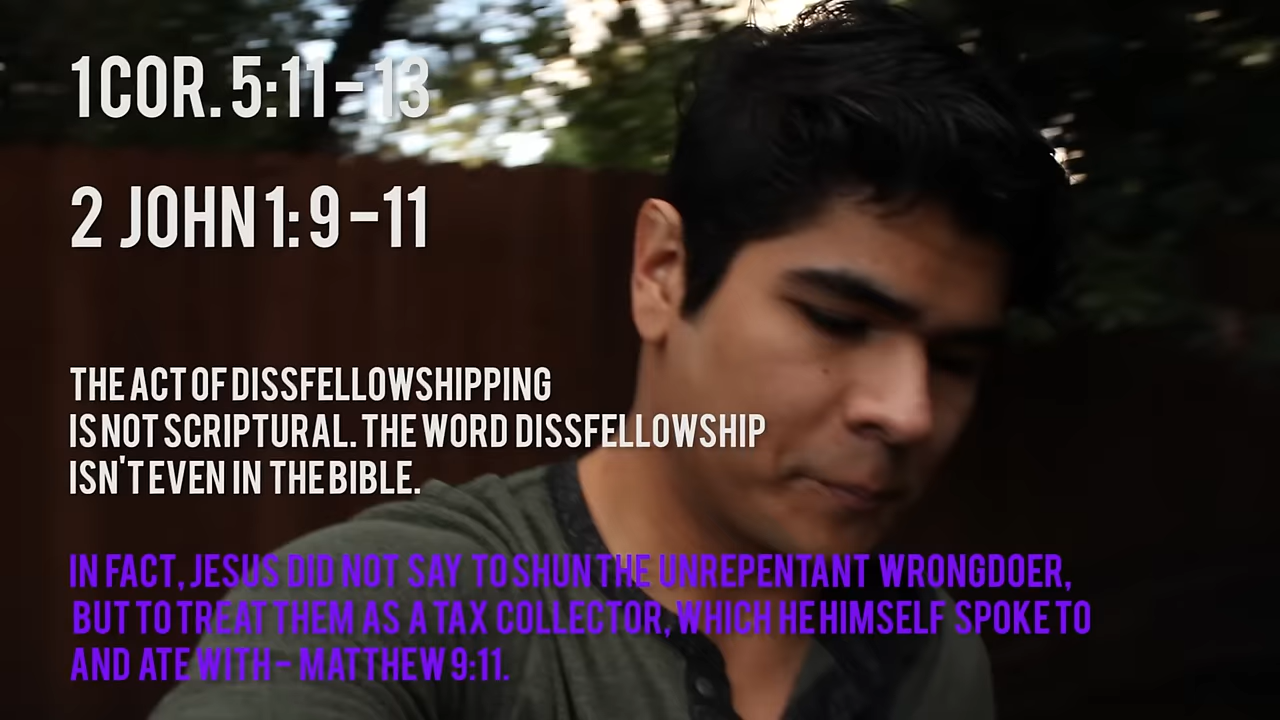 1COR. 5:11 - 13
2 JOHN 1: 9 -11
THE ACT OF DISSFELLOWSHIPPING
IS NOT SCRIPTURAL. THE WORD DISSFELLOWSHIP
ISN'T EVEN IN THE BIBLE.
IN FACT, JESUS DID NOT SAY TO SHUN THE UNREPENTANT WRONGDOER,
BUT TO TREAT THEM AS A TAX COLLECTOR, WHICH HE HIMSELF SPOKE TO
AND ATE WITH - MATTHEW 9:11.